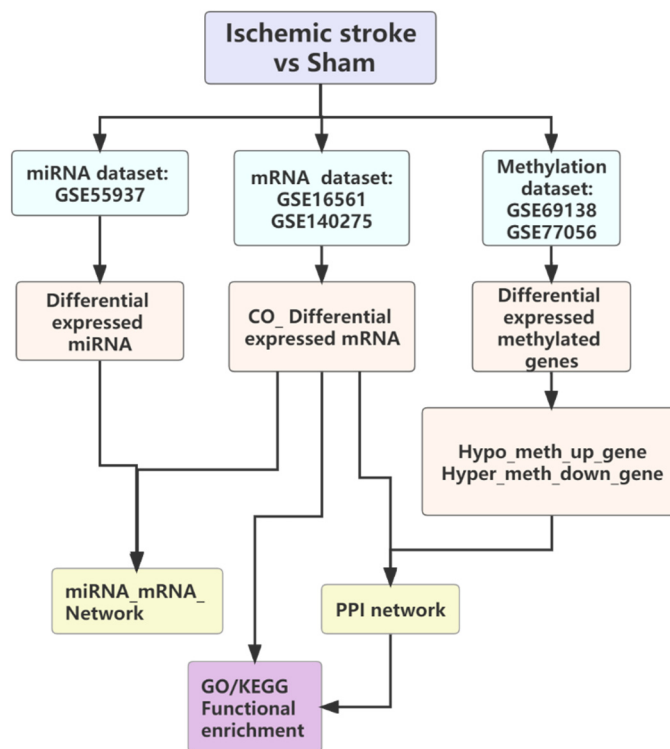 Ischemic stroke
vs Sham
miRNA dataset:
GSE55937
mRNA dataset:
GSE16561
GSE140275
Methylation
dataset:
GSE69138
GSE77056
Differential
expressed
miRNA
CO_ Differential
expressed mRNA
Differential
expressed
methylated
genes
Hypo_meth_up_gene
Hyper_meth_down_gene
miRNA_mRNA_
Network
PPI network
GO/KEGG
Functional
enrichment